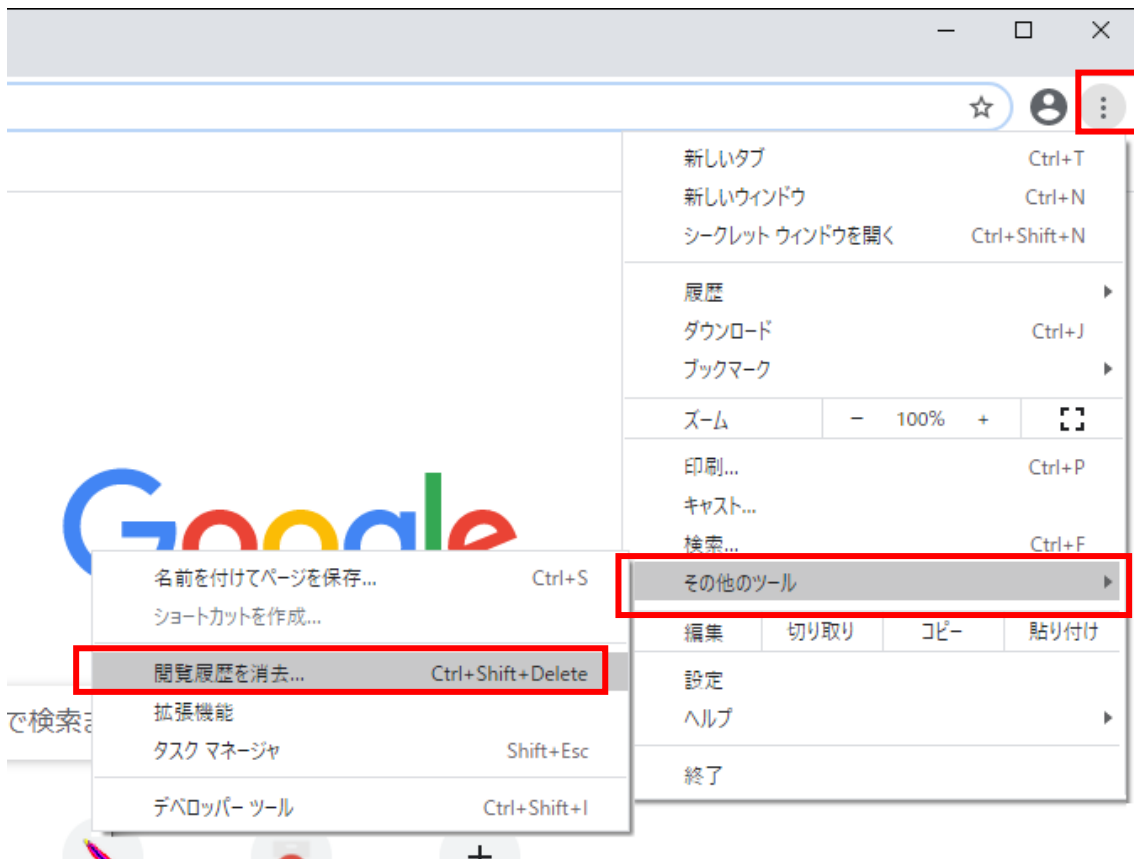 新しいタブ Ctrl+T
新しいウィンドウ Ctrl+N
シークレット ウィンドウを開く Ctrl+Shift+N
履歴
ダウンロード Ctrl+J
ブックマーク
ズーム － 100% +
印刷... Ctrl+P
キャスト...
検索... Ctrl+F
その他のツール
編集 切り取り コピー 貼り付け
設定
ヘルプ
終了
Google
名前を付けてページを保存... Ctrl+S
ショートカットを作成...
閲覧履歴を消去... Ctrl+Shift+Delete
拡張機能
タスク マネージャ Shift+Esc
デベロッパー ツール Ctrl+Shift+I
で検索